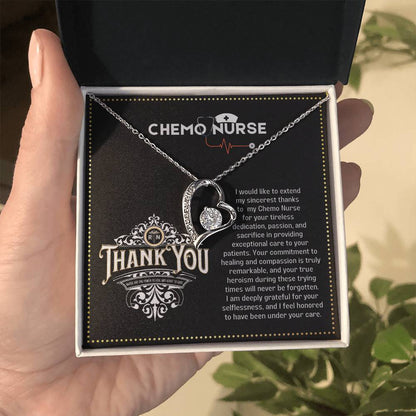 CHEMO NURSE
I would like to extend
my sincerest thanks
to my Chemo Nurse
for your tireless
dedication, passion, and
sacrifice in providing
exceptional care to your
patients. Your commitment to
healing and compassion is truly
remarkable, and your true
heroism during these trying
times will never be forgotten.
I am deeply grateful for your
selflessness, and I feel honored
to have been under your care.
RN
THANK YOU